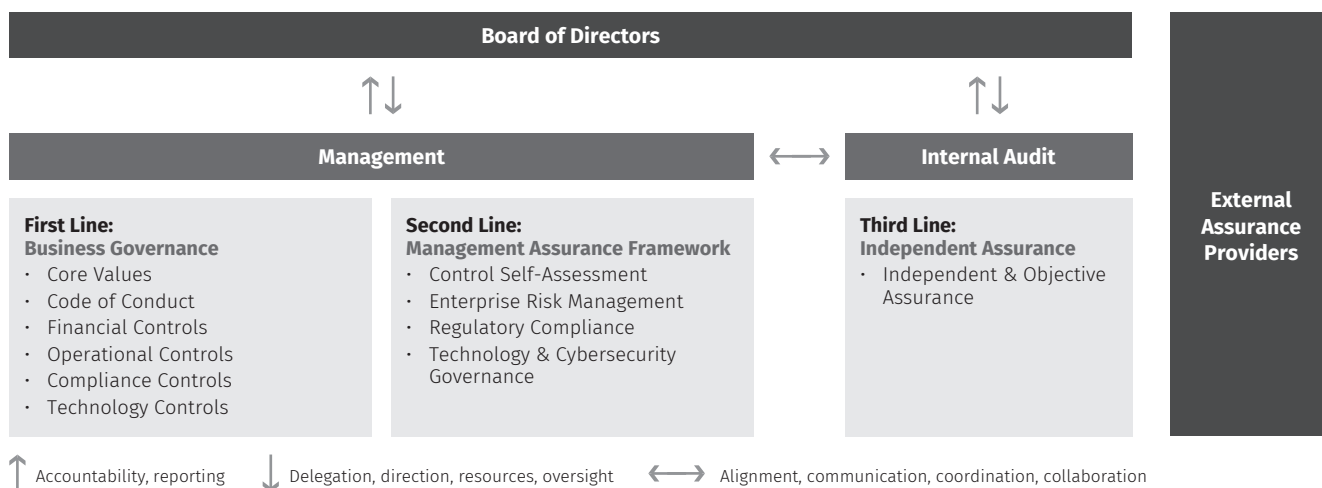 Board of Directors
Management
Internal Audit
External
Assurance
Providers
First Line:
Business Governance
· Core Values
· Code of Conduct
· Financial Controls
· Operational Controls
· Compliance Controls
· Technology Controls
Second Line:
Management Assurance Framework
· Control Self-Assessment
· Enterprise Risk Management
· Regulatory Compliance
· Technology & Cybersecurity
Governance
Third Line:
Independent Assurance
· Independent & Objective
Assurance
Accountability, reporting
Delegation, direction, resources, oversight
Alignment, communication, coordination, collaboration